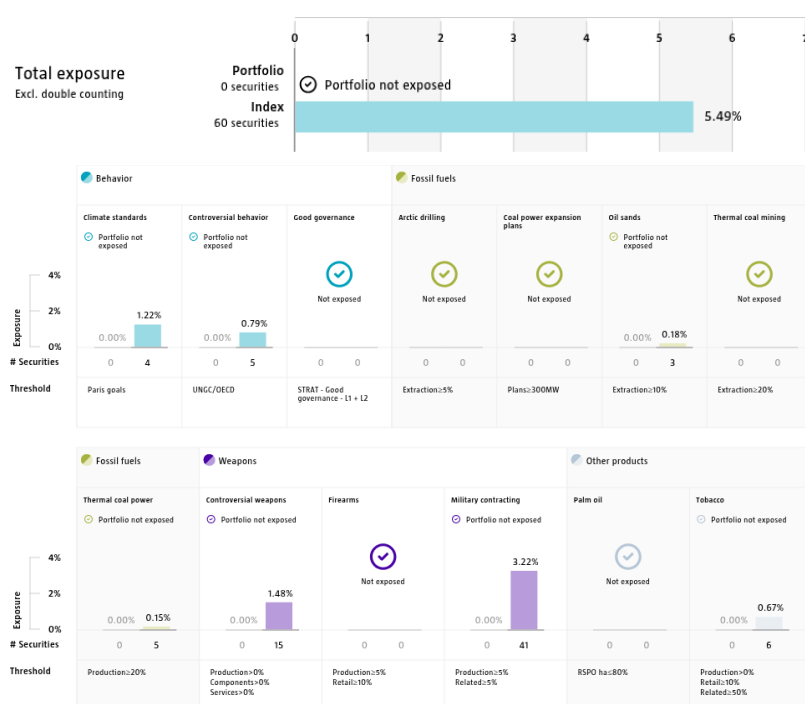 0 1 2 3 4 5 6 7
Total exposure
Excl. double counting
Portfolio
0 securities
Portfolio not exposed
Index
60 securities
5.49%
Behavior
Fossil fuels
Climate standards
Controversial behavior
Good governance
Arctic drilling
Coal power expansion
plans
Oil sands
Thermal coal mining
Portfolio not
exposed
Portfolio not
exposed
Not exposed
Not exposed
Not exposed
Portfolio not
exposed
Not exposed
Exposure
4%
2%
0%
0.00% 1.22%
0.00% 0.79%
0.00% 0.18%
# Securities
0 4
0 5
0 0
0 0
0 0
0 3
0 0
Threshold
Paris goals
UNGC/OECD
STRAT - Good
governance - L1 + L2
Extraction≥5%
Plans≥300MW
Extraction≥10%
Extraction≥20%
Fossil fuels
Weapons
Other products
Thermal coal power
Controversial weapons
Firearms
Military contracting
Palm oil
Tobacco
Portfolio not exposed
Portfolio not exposed
Not exposed
Portfolio not exposed
Not exposed
Portfolio not exposed
Exposure
4%
2%
0%
0.00% 0.15%
0.00% 1.48%
0.00% 3.22%
0.00% 0.67%
# Securities
0 5
0 15
0 0
0 41
0 0
0 6
Threshold
Production≥20%
Production>0%
Components>0%
Services>0%
Production≥5%
Retail≥10%
Production≥5%
Related≥5%
RSPO ha≤80%
Production>0%
Retail≥10%
Related≥50%